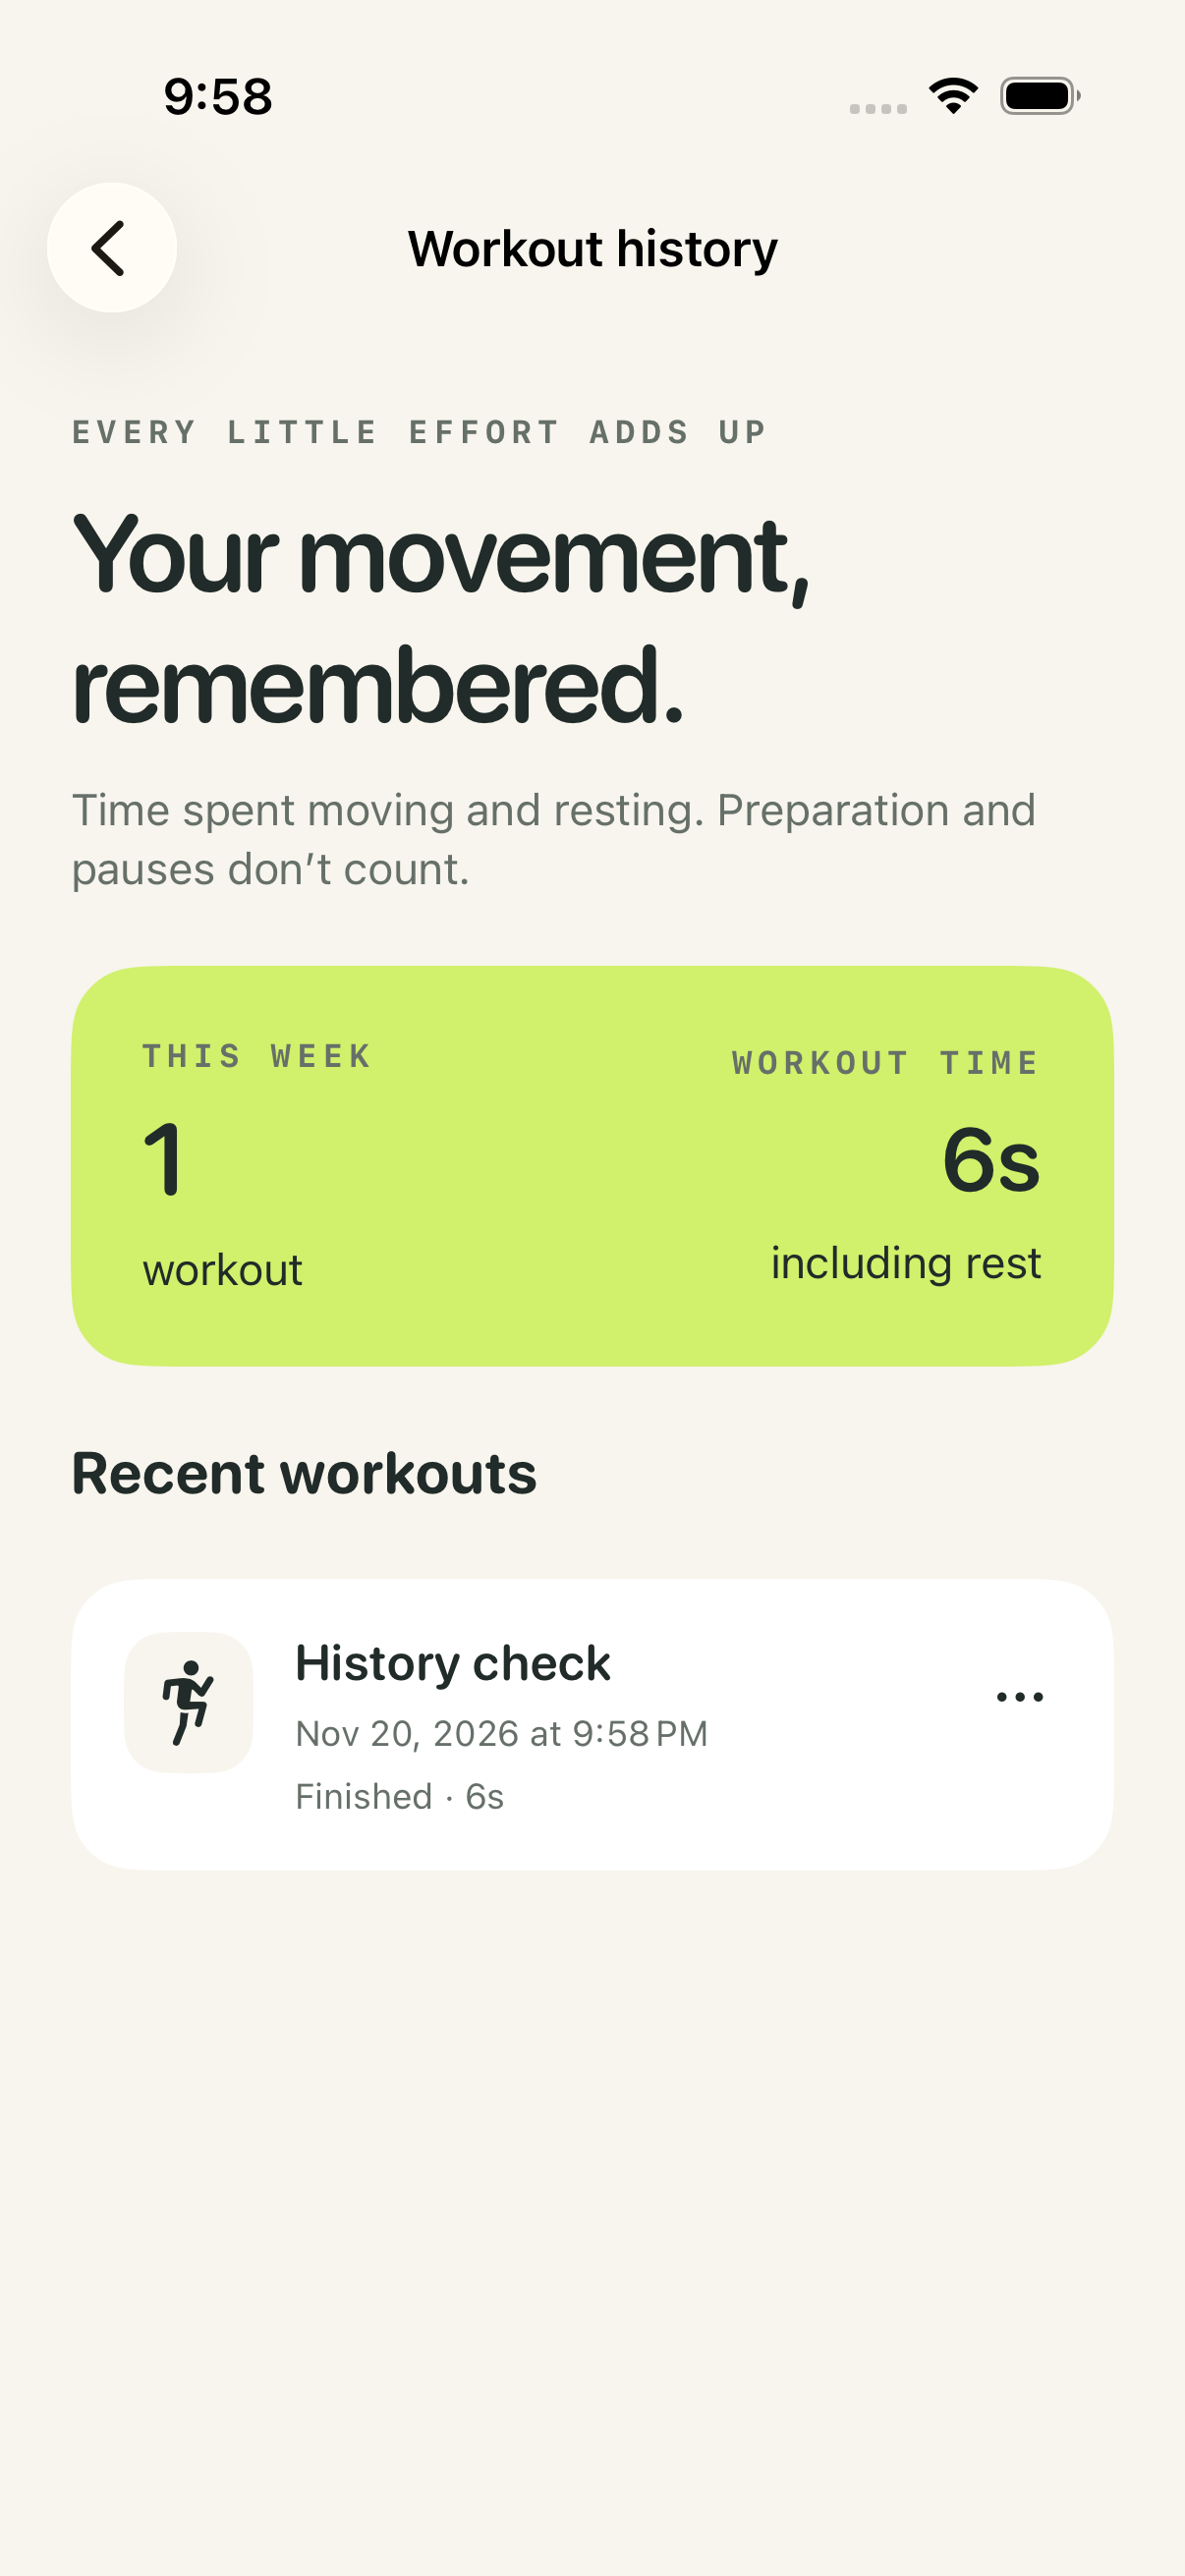 9:58
Workout history
EVERY LITTLE EFFORT ADDS UP
Your movement,
remembered.
Time spent moving and resting. Preparation and
pauses don’t count.
THIS WEEK
1
workout
WORKOUT TIME
6s
including rest
Recent workouts
History check
Nov 20, 2026 at 9:58 PM
Finished · 6s